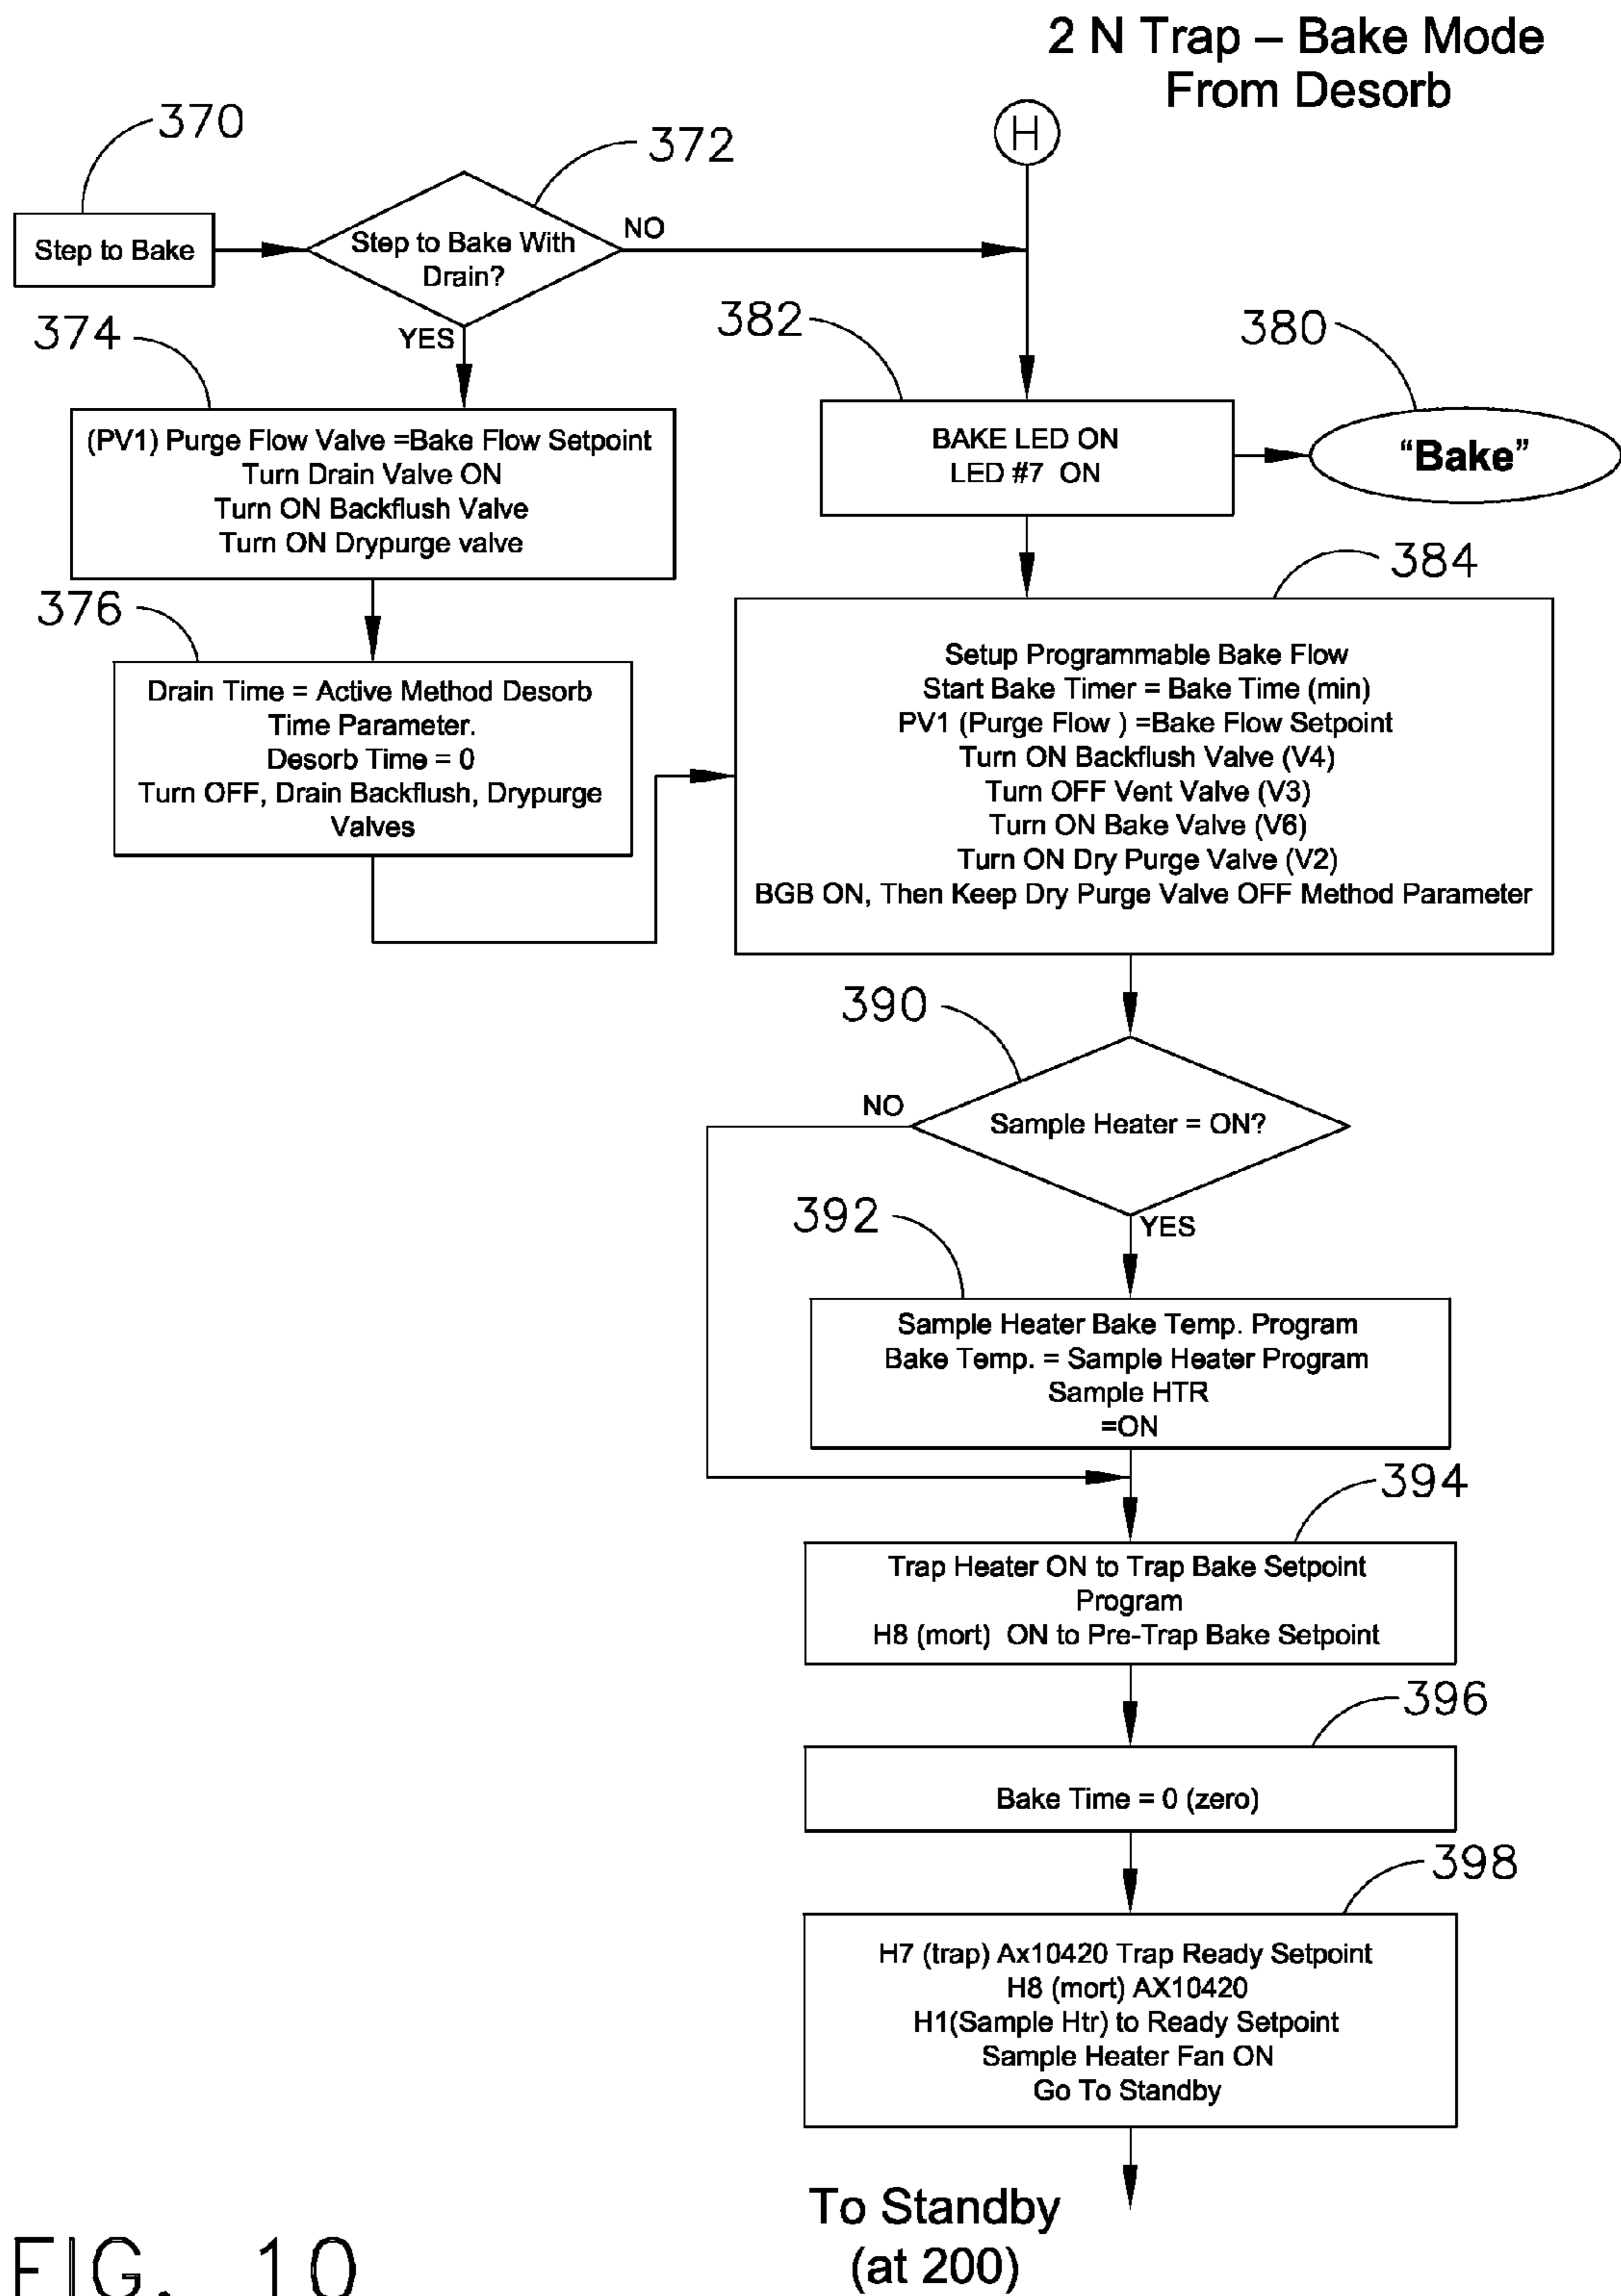 2 N Trap – Bake Mode
From Desorb
370
372
H
Step to Bake
Step to Bake With
Drain?
NO
YES
374
382
380
(PV1) Purge Flow Valve =Bake Flow Setpoint
Turn Drain Valve ON
Turn ON Backflush Valve
Turn ON Drypurge valve
BAKE LED ON
LED #7 ON
“Bake”
376
384
Drain Time = Active Method Desorb
Time Parameter.
Desorb Time = 0
Turn OFF, Drain Backflush, Drypurge
Valves
Setup Programmable Bake Flow
Start Bake Timer = Bake Time (min)
PV1 (Purge Flow ) =Bake Flow Setpoint
Turn ON Backflush Valve (V4)
Turn OFF Vent Valve (V3)
Turn ON Bake Valve (V6)
Turn ON Dry Purge Valve (V2)
BGB ON, Then Keep Dry Purge Valve OFF Method Parameter
390
NO
Sample Heater = ON?
392
YES
Sample Heater Bake Temp. Program
Bake Temp. = Sample Heater Program
Sample HTR
=ON
394
Trap Heater ON to Trap Bake Setpoint
Program
H8 (mort) ON to Pre-Trap Bake Setpoint
396
Bake Time = 0 (zero)
398
H7 (trap) Ax10420 Trap Ready Setpoint
H8 (mort) AX10420
H1(Sample Htr) to Ready Setpoint
Sample Heater Fan ON
Go To Standby
To Standby
(at 200)
FIG. 10